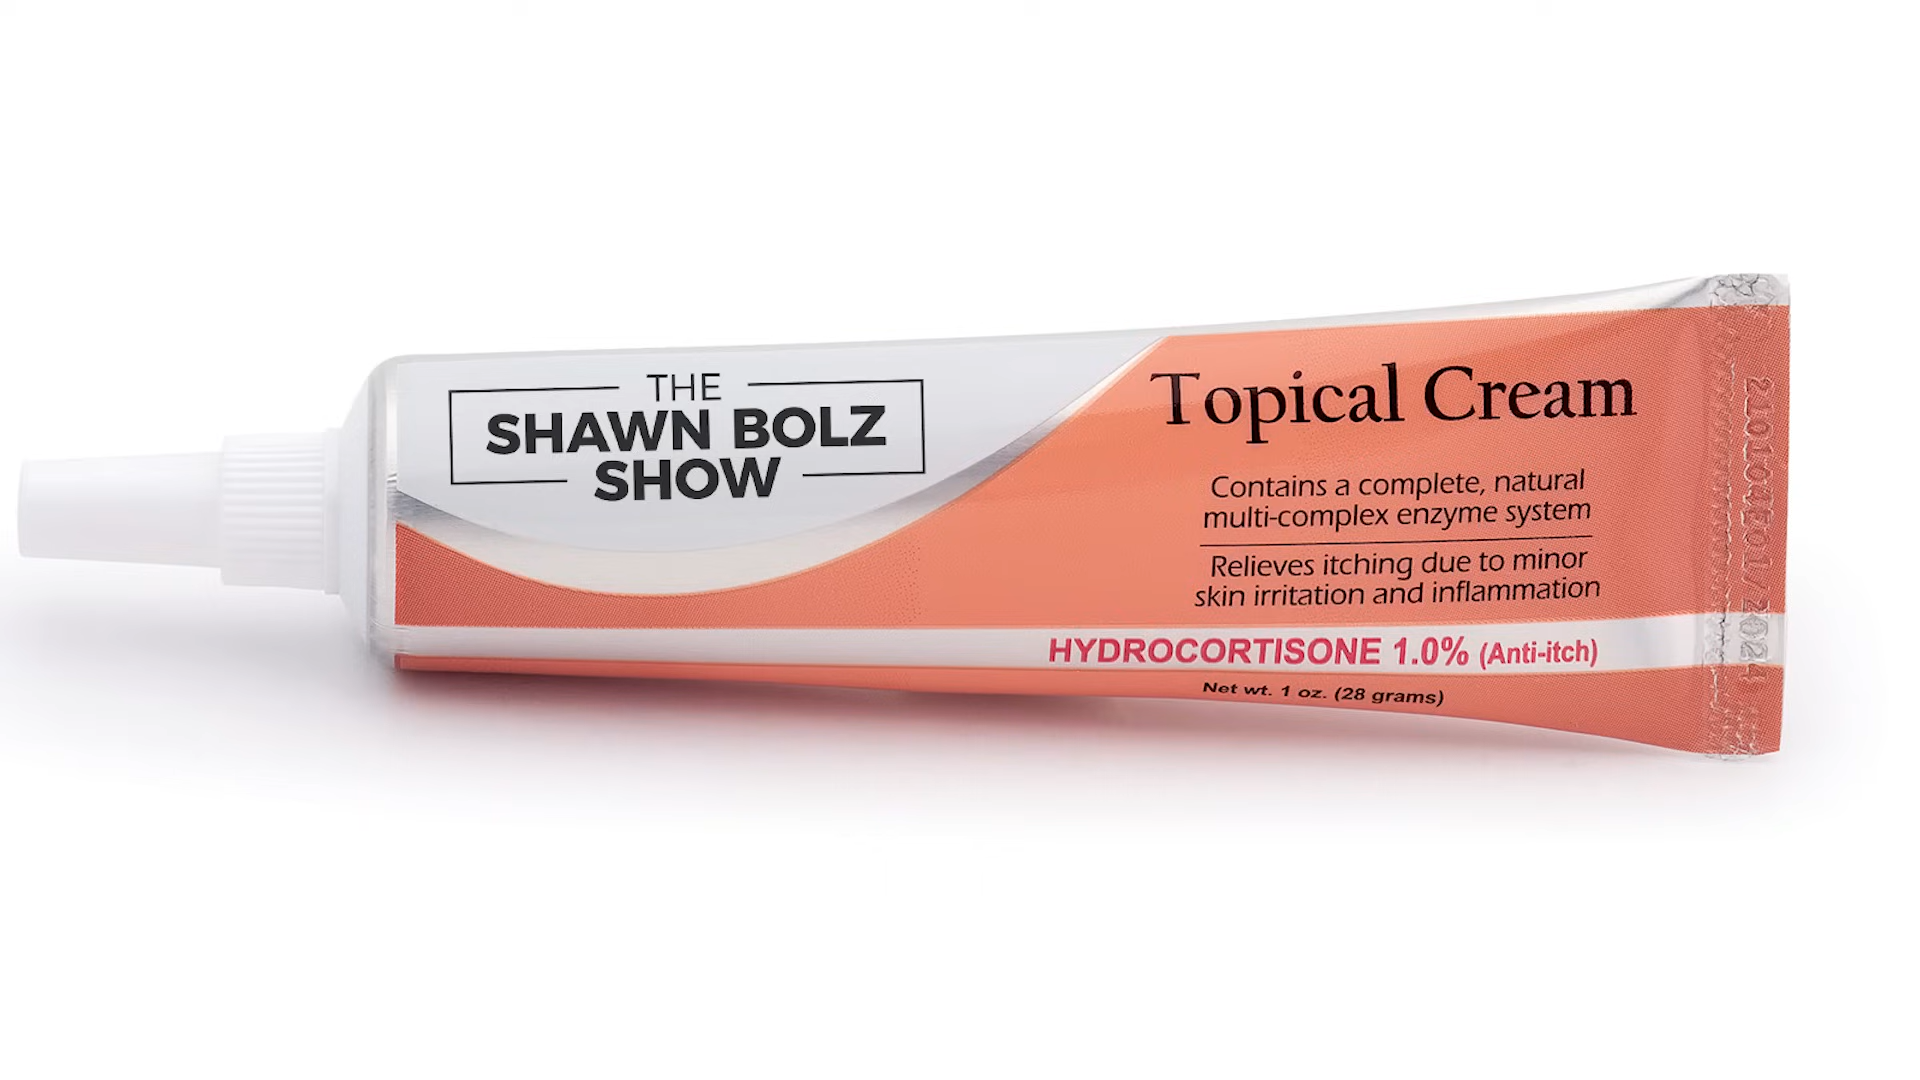 THE
SHAWN BOLZ
SHOW
Topical Cream
Contains a complete, natural
multi-complex enzyme system
Relieves itching due to minor
skin irritation and inflammation
HYDROCORTISONE 1.0% (Anti-itch)
Net wt. 1 oz. (28 grams)